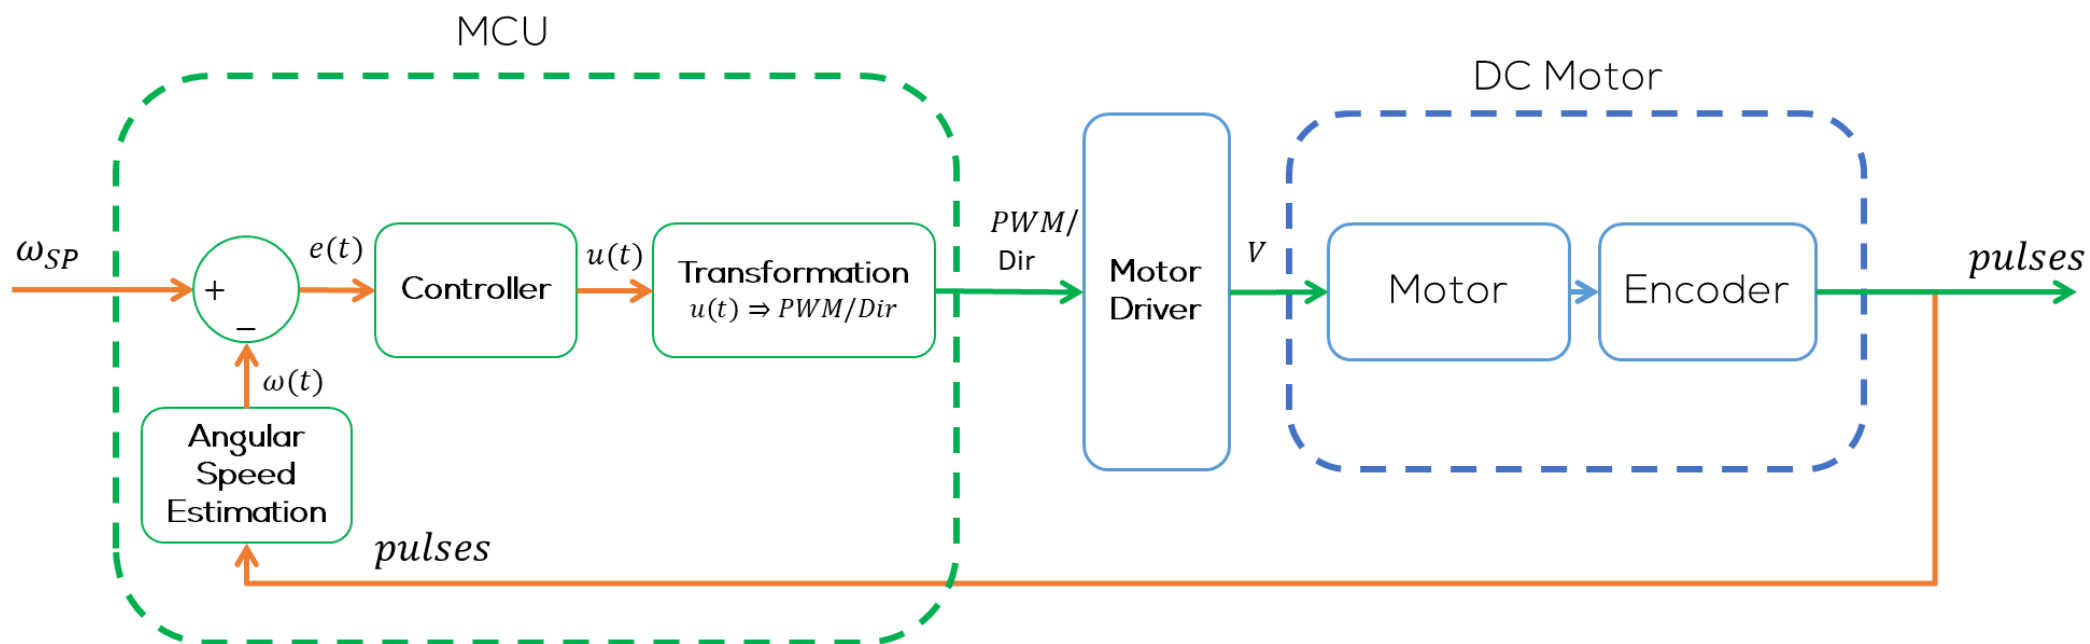 MCU
DC Motor
ω_SP
+
−
e(t)
Controller
u(t)
Transformation
u(t) ⇒ PWM/Dir
PWM/
Dir
Motor
Driver
V
Motor
Encoder
pulses
ω(t)
Angular
Speed
Estimation
pulses